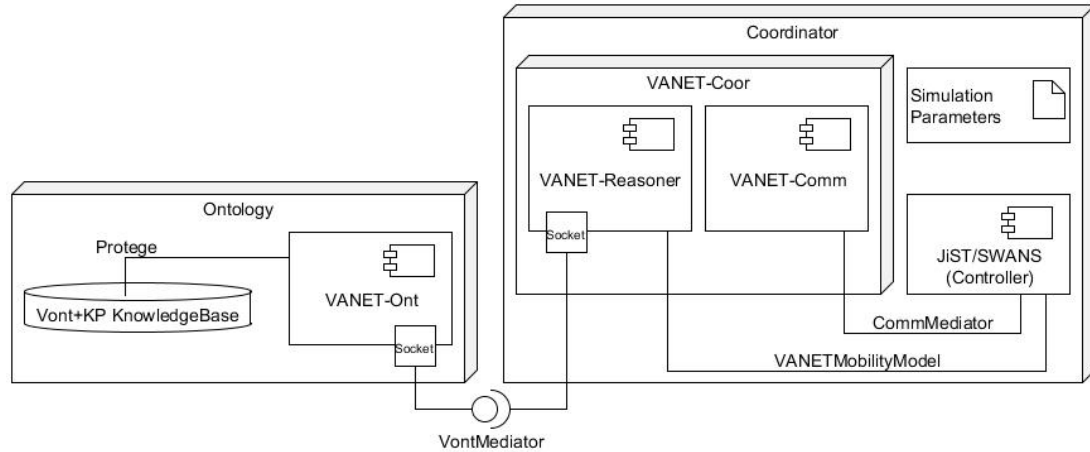 Coordinator
VANET-Coor
Simulation
Parameters
VANET-Reasoner
VANET-Comm
Socket
JiST/SWANS
(Controller)
CommMediator
VANETMobilityModel
Ontology
Protege
Vont+KP KnowledgeBase
VANET-Ont
Socket
VontMediator